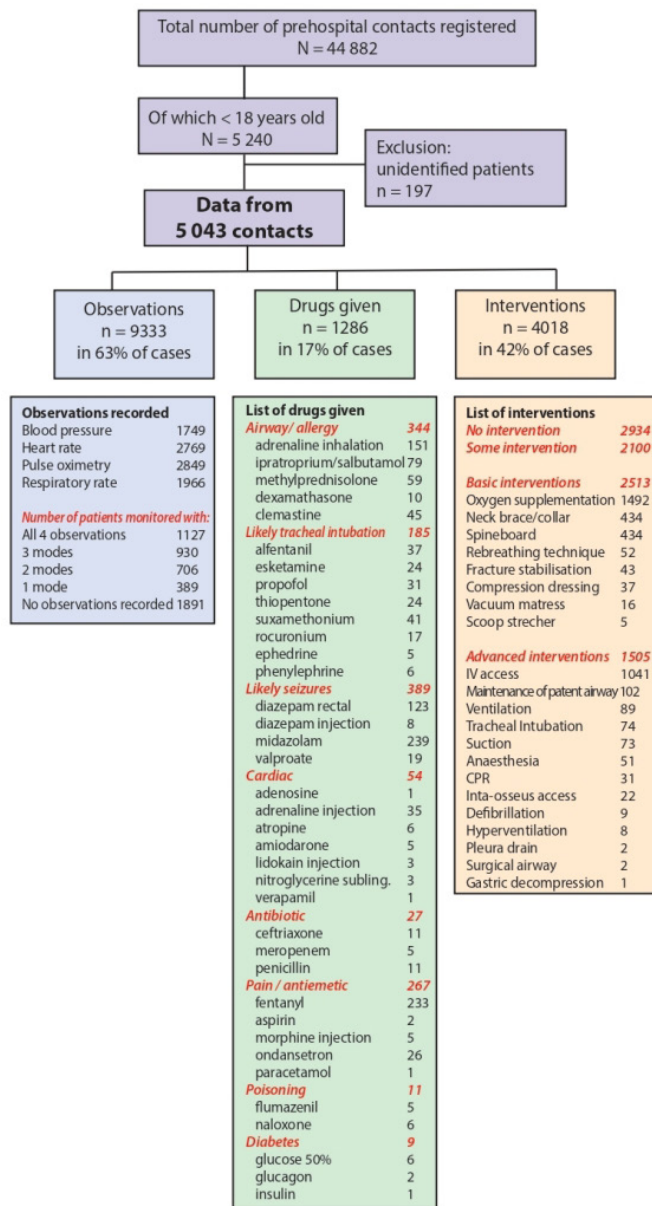 Total number of prehospital contacts registered
N = 44 882
Of which < 18 years old
N = 5 240
Exclusion:
unidentified patients
n = 197
Data from
5 043 contacts
Observations
n = 9333
in 63% of cases
Drugs given
n = 1286
in 17% of cases
Interventions
n = 4018
in 42% of cases
Observations recorded
Blood pressure 1749
Heart rate 2769
Pulse oximetry 2849
Respiratory rate 1966
Number of patients monitored with:
All 4 observations 1127
3 modes 930
2 modes 706
1 mode 389
No observations recorded 1891
List of drugs given
Airway/ allergy 344
adrenaline inhalation 151
ipratroprium/salbutamol 79
methylprednisolone 59
dexamathasone 10
clemastine 45
Likely tracheal intubation 185
alfentanil 37
esketamine 24
propofol 31
thiopentone 24
suxamethonium 41
rocuronium 17
ephedrine 5
phenylephrine 6
Likely seizures 389
diazepam rectal 123
diazepam injection 8
midazolam 239
valproate 19
Cardiac 54
adenosine 1
adrenaline injection 35
atropine 6
amiodarone 5
lidokain injection 3
nitroglycerine subling. 3
verapamil 1
Antibiotic 27
ceftriaxone 11
meropenem 5
penicillin 11
Pain / antiemetic 267
fentanyl 233
aspirin 2
morphine injection 5
ondansetron 26
paracetamol 1
Poisoning 11
flumazenil 5
naloxone 6
Diabetes 9
glucose 50% 6
glucagon 2
insulin 1
List of interventions
No intervention 2934
Some intervention 2100
Basic interventions 2513
Oxygen supplementation 1492
Neck brace/collar 434
Spineboard 434
Rebreathing technique 52
Fracture stabilisation 43
Compression dressing 37
Vacuum matress 16
Scoop strecher 5
Advanced interventions 1505
IV access 1041
Maintenance of patent airway 102
Ventilation 89
Tracheal Intubation 74
Suction 73
Anaesthesia 51
CPR 31
Inta-osseus access 22
Defibrillation 9
Hyperventilation 8
Pleura drain 2
Surgical airway 2
Gastric decompression 1